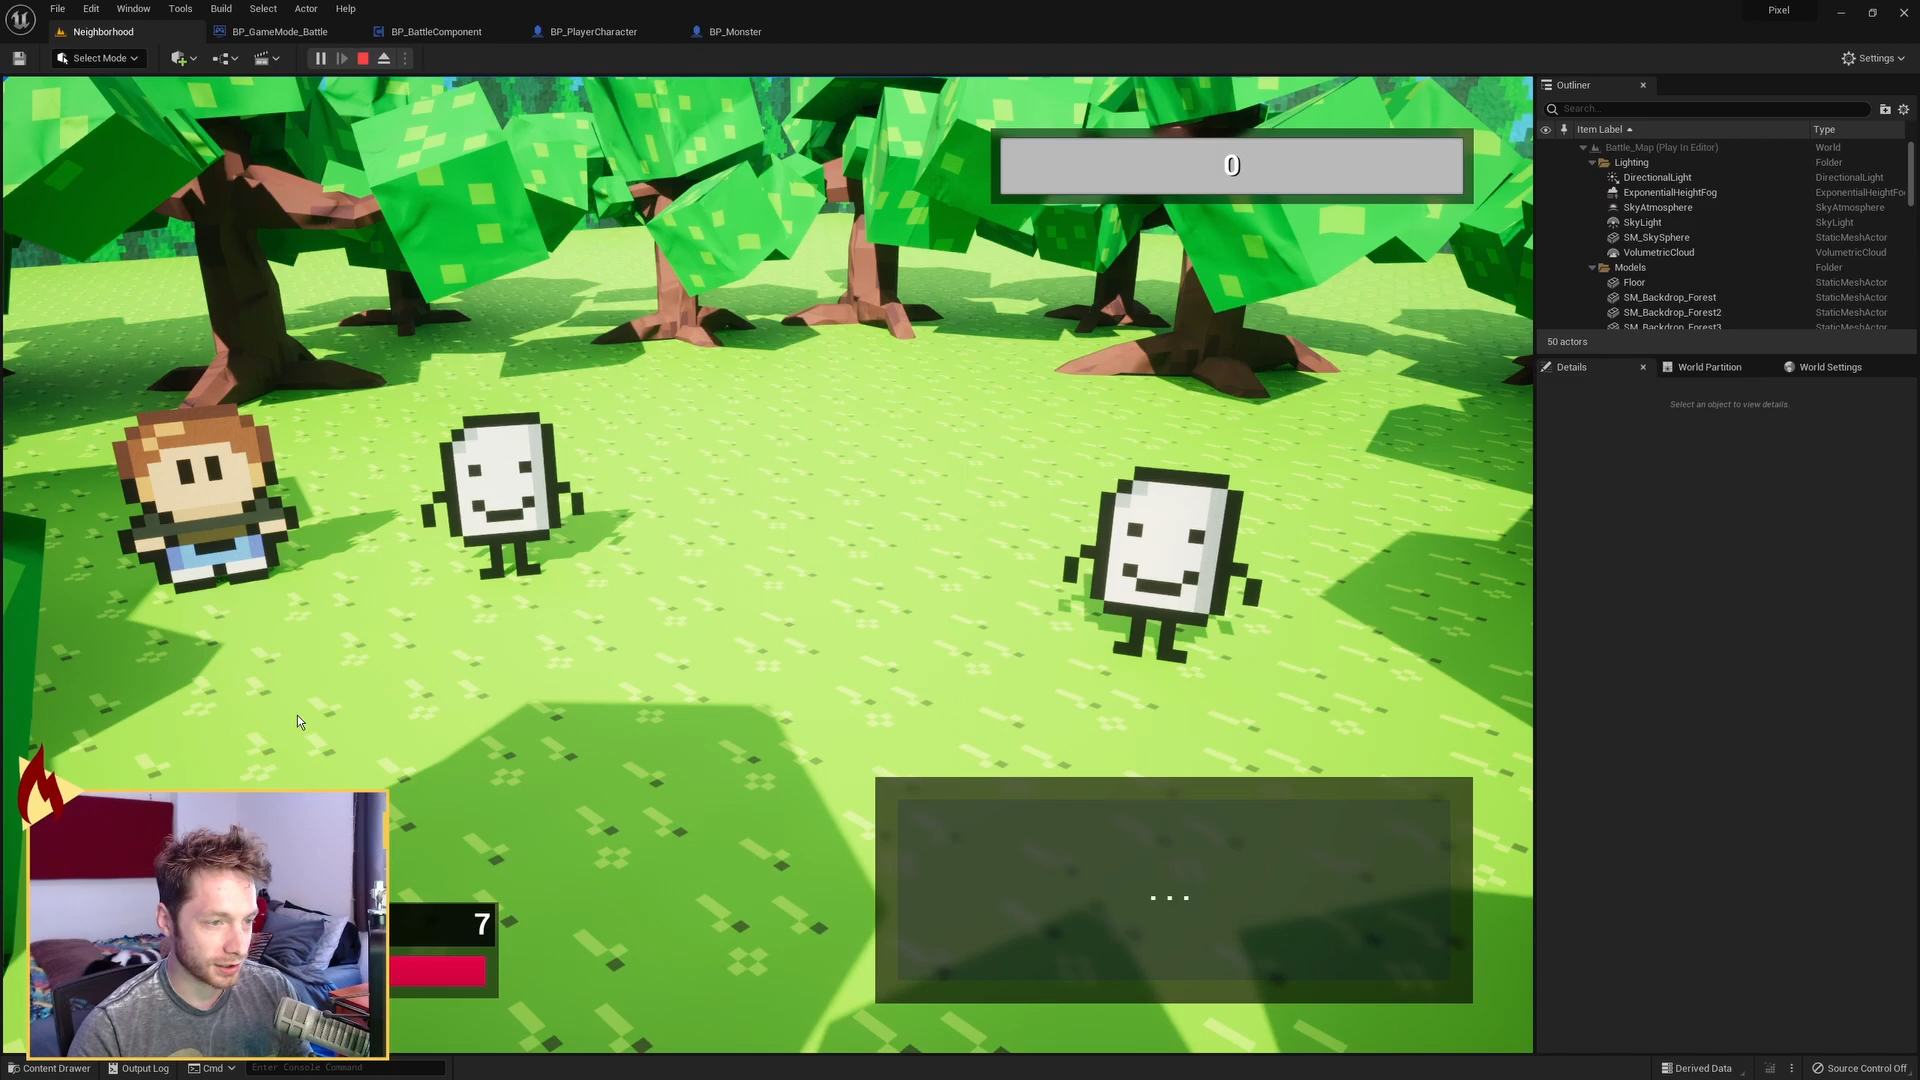 File Edit Window Tools Build Select Actor Help
Pixel
Neighborhood BP_GameMode_Battle BP_BattleComponent BP_PlayerCharacter BP_Monster
Select Mode
Settings
Outliner
Search...
Item Label Type
Battle_Map (Play In Editor) World
Lighting Folder
DirectionalLight DirectionalLight
ExponentialHeightFog ExponentialHeightFo
SkyAtmosphere SkyAtmosphere
SkyLight SkyLight
SM_SkySphere StaticMeshActor
VolumetricCloud VolumetricCloud
Models Folder
Floor StaticMeshActor
SM_Backdrop_Forest StaticMeshActor
SM_Backdrop_Forest2 StaticMeshActor
SM_Backdrop_Forest3 StaticMeshActor
50 actors
Details World Partition World Settings
Select an object to view details.
0
7
...
Content Drawer Output Log Cmd Enter Console Command
Derived Data Source Control Off